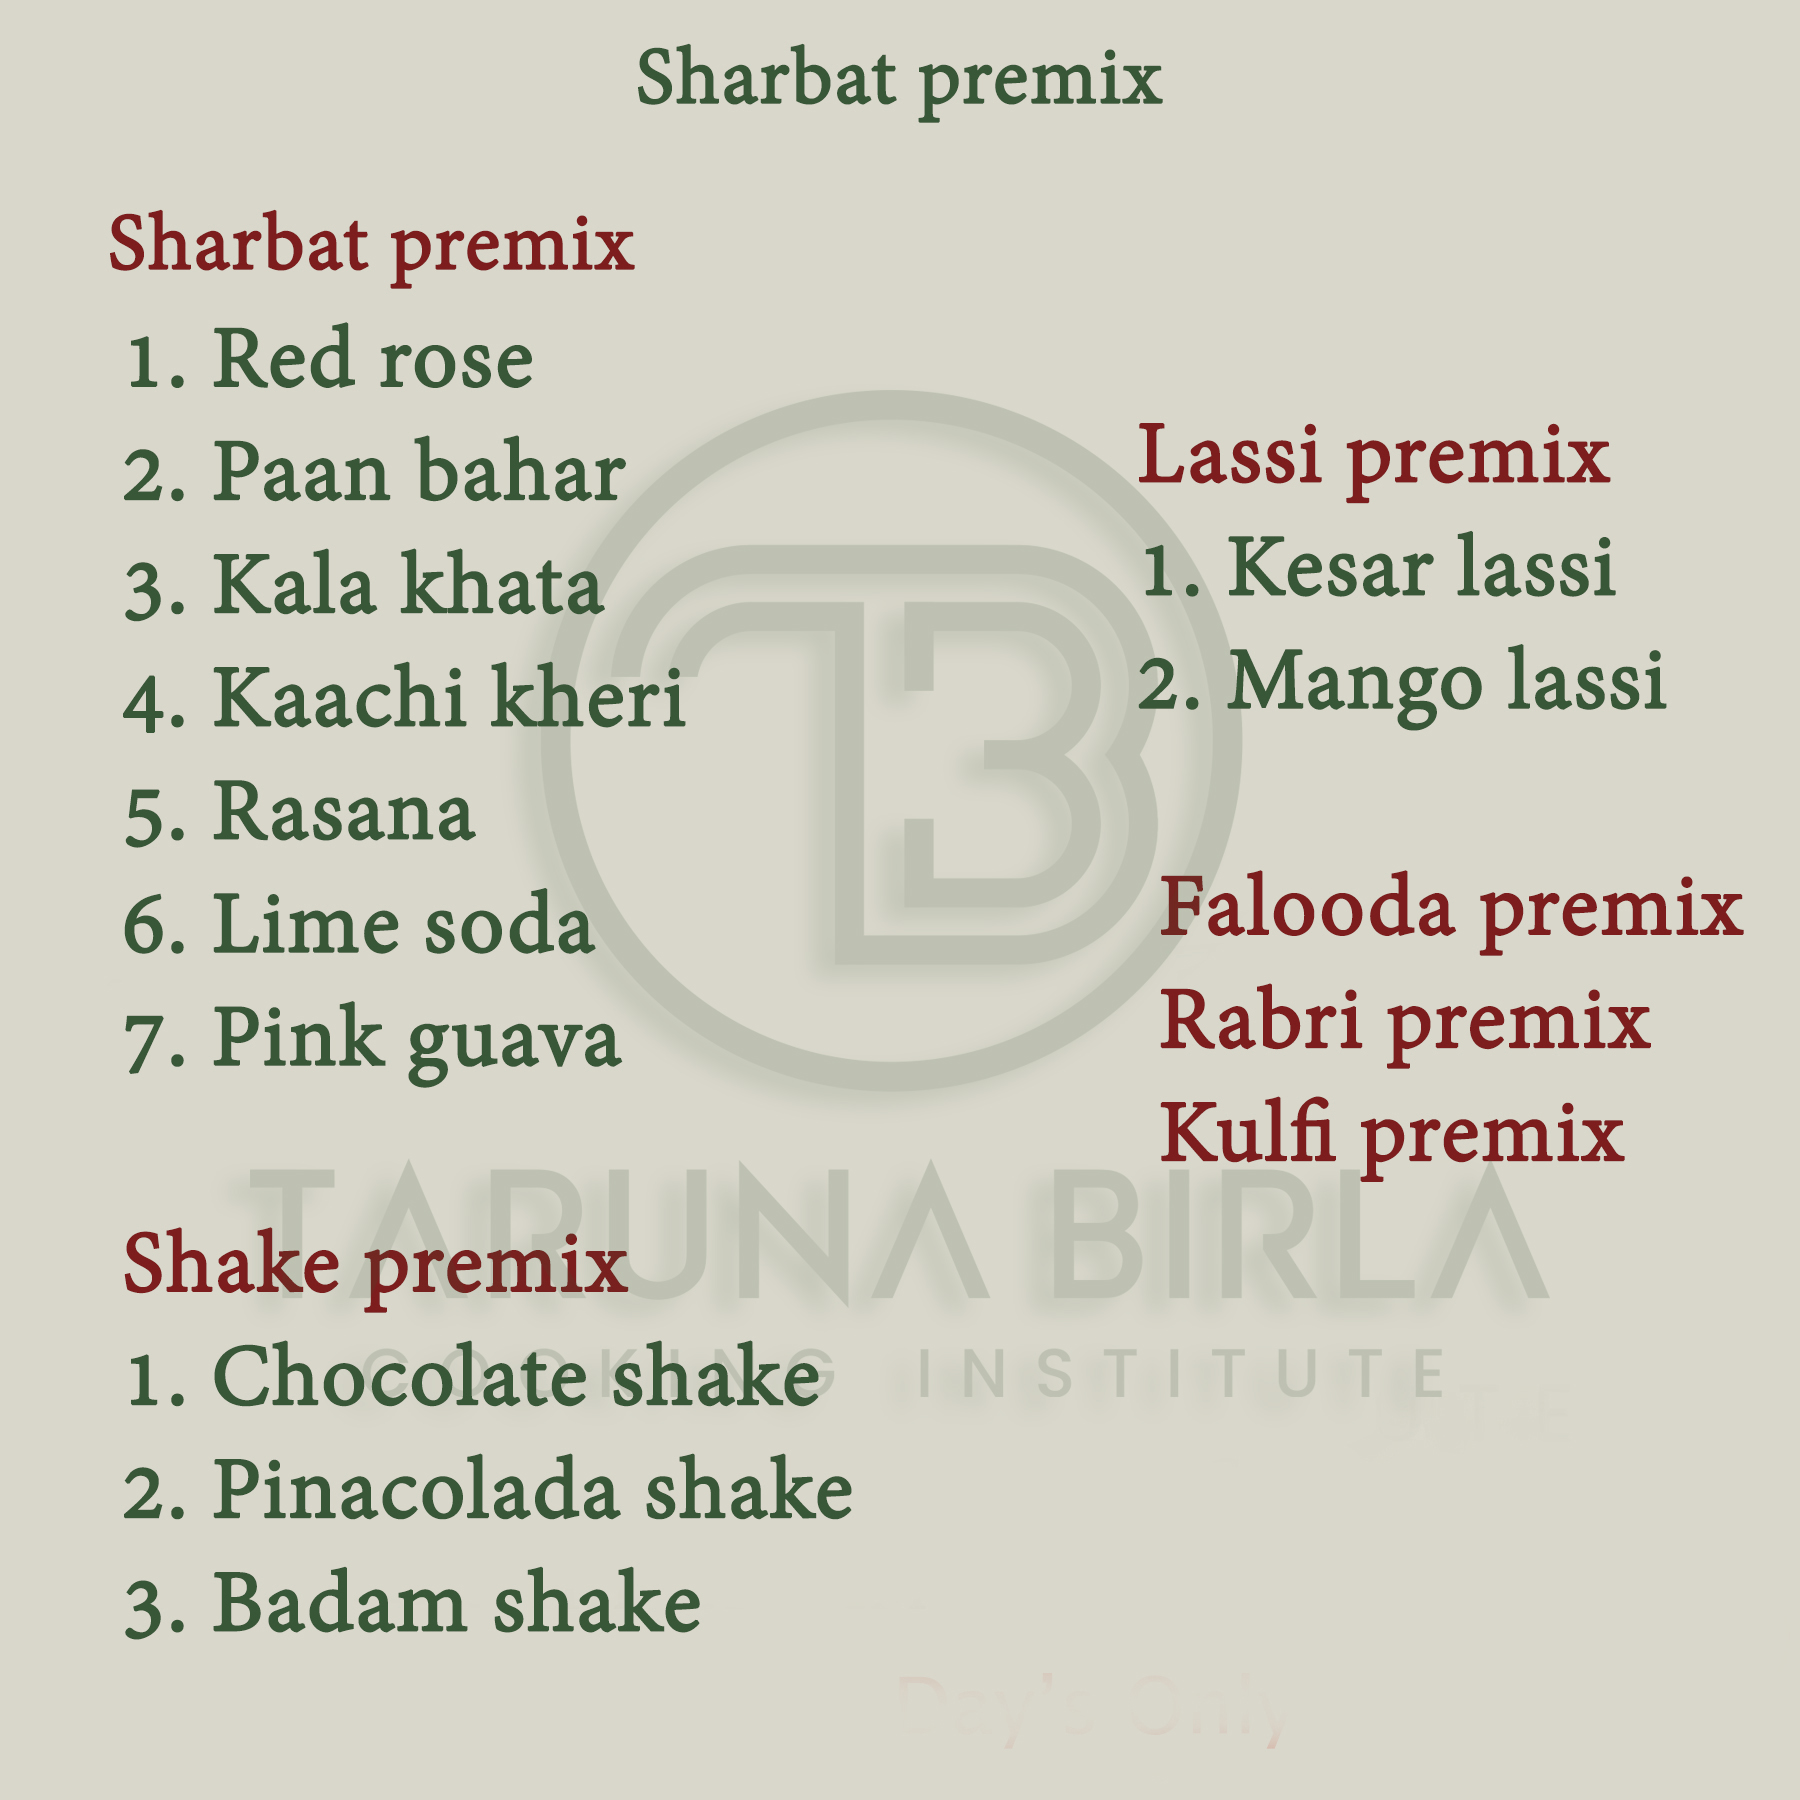 Sharbat premix
Sharbat premix
1. Red rose
2. Paan bahar
3. Kala khata
4. Kaachi kheri
5. Rasana
6. Lime soda
7. Pink guava
Shake premix
1. Chocolate shake
2. Pinacolada shake
3. Badam shake
Lassi premix
1. Kesar lassi
2. Mango lassi
Falooda premix
Rabri premix
Kulfi premix
TB
TARUNA BIRLA
COOKING INSTITUTE
Day's Only